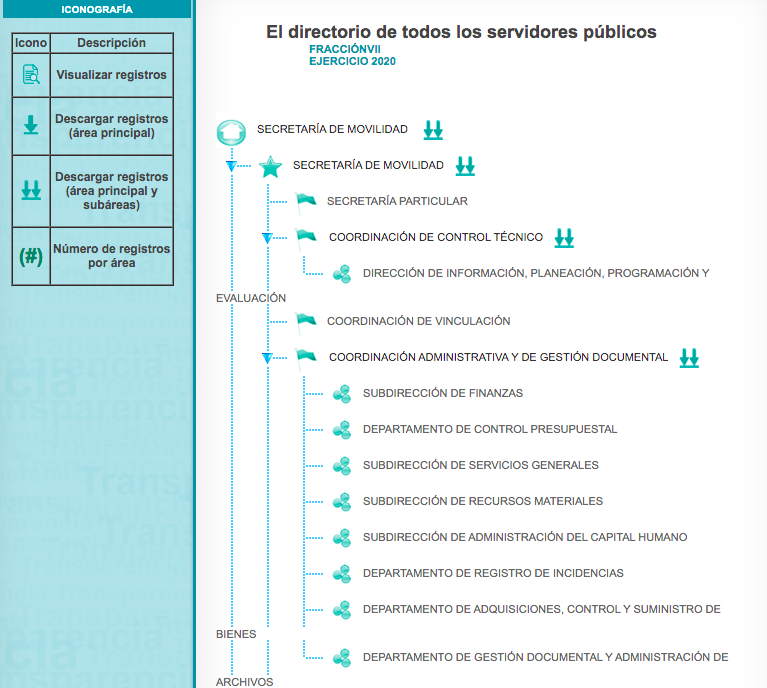 ICONOGRAFÍA
Icono Descripción
Visualizar registros
Descargar registros
(área principal)
Descargar registros
(área principal y
subáreas)
(#) Número de registros
por área
El directorio de todos los servidores públicos
FRACCIÓNVII
EJERCICIO 2020
SECRETARÍA DE MOVILIDAD
SECRETARÍA DE MOVILIDAD
SECRETARÍA PARTICULAR
COORDINACIÓN DE CONTROL TÉCNICO
DIRECCIÓN DE INFORMACIÓN, PLANEACIÓN, PROGRAMACIÓN Y
EVALUACIÓN
COORDINACIÓN DE VINCULACIÓN
COORDINACIÓN ADMINISTRATIVA Y DE GESTIÓN DOCUMENTAL
SUBDIRECCIÓN DE FINANZAS
DEPARTAMENTO DE CONTROL PRESUPUESTAL
SUBDIRECCIÓN DE SERVICIOS GENERALES
SUBDIRECCIÓN DE RECURSOS MATERIALES
SUBDIRECCIÓN DE ADMINISTRACIÓN DEL CAPITAL HUMANO
DEPARTAMENTO DE REGISTRO DE INCIDENCIAS
DEPARTAMENTO DE ADQUISICIONES, CONTROL Y SUMINISTRO DE
BIENES
DEPARTAMENTO DE GESTIÓN DOCUMENTAL Y ADMINISTRACIÓN DE
ARCHIVOS